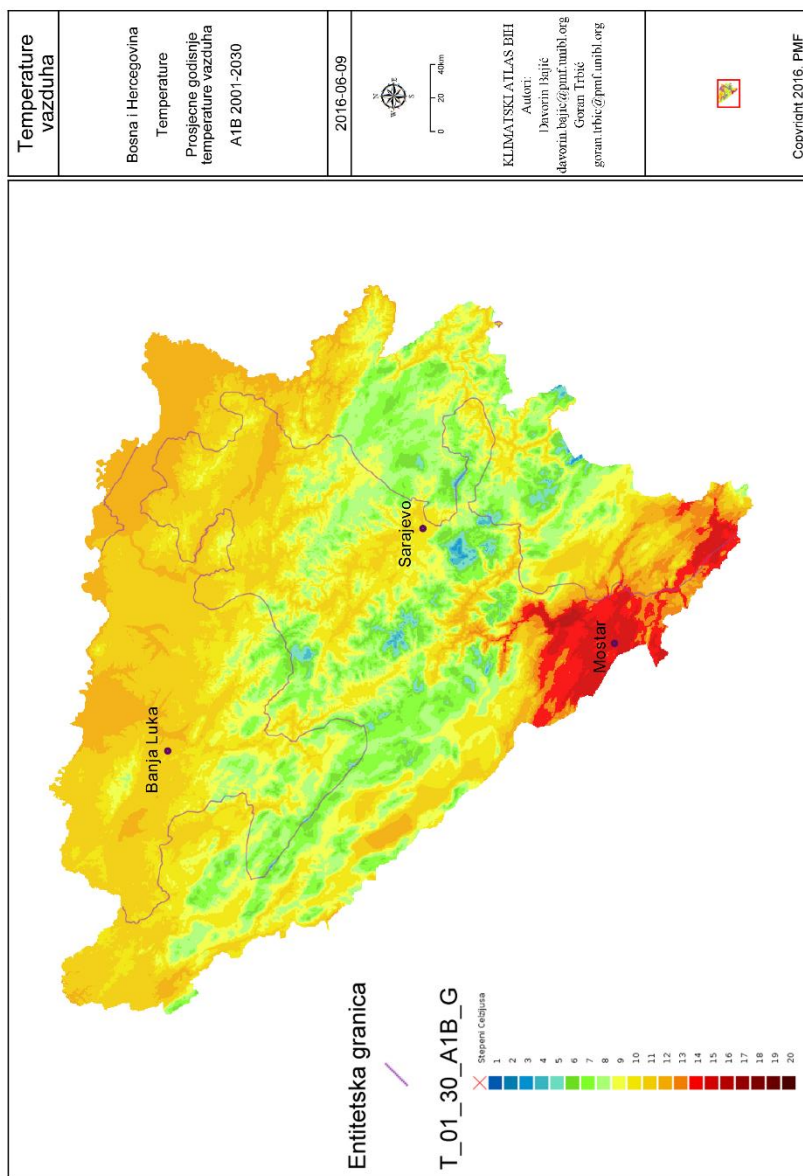 Temperature
vazduha
Bosna i Hercegovina
Temperature
Prosjecne godisnje
temperature vazduha
A1B 2001-2030
2016-06-09
N
E
S
W
0 20 40km
KLIMATSKI ATLAS BIH
Autori:
Davorin Bajić
davorin.bajic@pmf.unibl.org
Goran Trbić
goran.trbic@pmf.unibl.org
Copyright 2016. PMF
Banja Luka
Sarajevo
Mostar
Entitetska granica
T_01_30_A1B_G
Stepeni Celzijusa
1
2
3
4
5
6
7
8
9
10
11
12
13
14
15
16
17
18
19
20